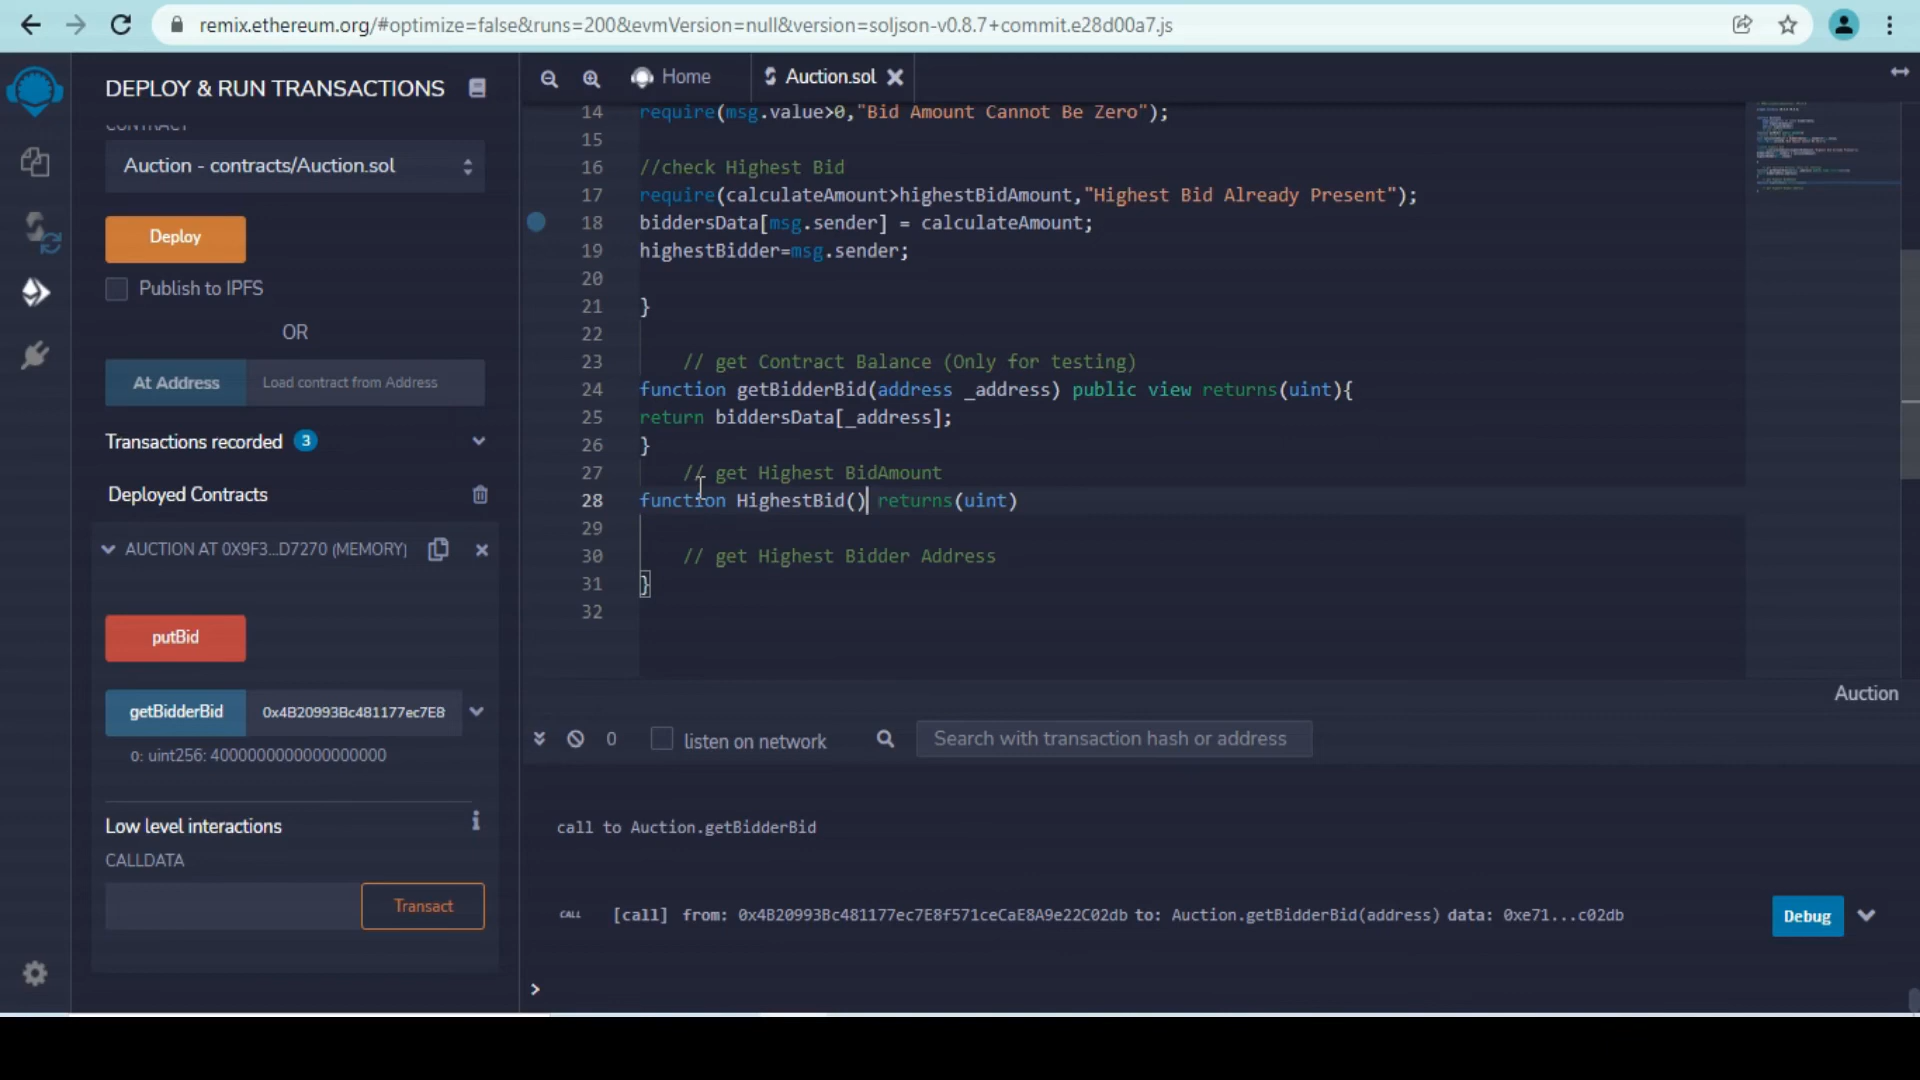 remix.ethereum.org/#optimize=false&runs=200&evmVersion=null&version=soljson-v0.8.7+commit.e28d00a7.js
DEPLOY & RUN TRANSACTIONS
CONTRACT
Auction - contracts/Auction.sol
Deploy
Publish to IPFS
OR
At Address Load contract from Address
Transactions recorded 3
Deployed Contracts
AUCTION AT 0X9F3...D7270 (MEMORY)
putBid
getBidderBid 0x4B20993Bc481177ec7E8
0: uint256: 4000000000000000000
Low level interactions
CALLDATA
Transact
Home Auction.sol
14 require(msg.value>0,"Bid Amount Cannot Be Zero");
15
16 //check Highest Bid
17 require(calculateAmount>highestBidAmount,"Highest Bid Already Present");
18 biddersData[msg.sender] = calculateAmount;
19 highestBidder=msg.sender;
20
21 }
22
23 // get Contract Balance (Only for testing)
24 function getBidderBid(address _address) public view returns(uint){
25 return biddersData[_address];
26 }
27 // get Highest BidAmount
28 function HighestBid() returns(uint)
29
30 // get Highest Bidder Address
31 }
32
Auction
0 listen on network Search with transaction hash or address
call to Auction.getBidderBid
CALL [call] from: 0x4B20993Bc481177ec7E8f571ceCaE8A9e22C02db to: Auction.getBidderBid(address) data: 0xe71...c02db Debug
>